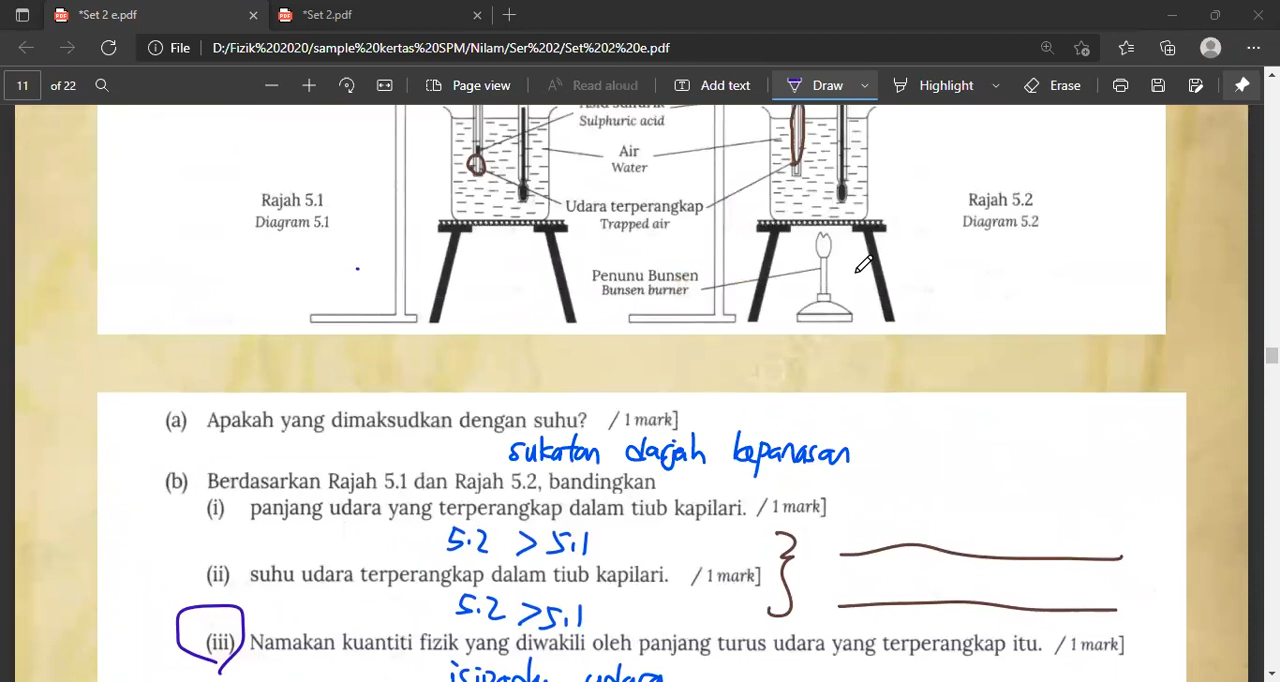 *Set 2 e.pdf
*Set 2.pdf
File D:/Fizik%202020/sample%20kertas%20SPM/Nilam/Ser%202/Set%202%20e.pdf
11 of 22 Page view Read aloud Add text Draw Highlight Erase
Sulphuric acid
Air
Water
Rajah 5.1
Diagram 5.1
Udara terperangkap
Trapped air
Rajah 5.2
Diagram 5.2
Penunu Bunsen
Bunsen burner
(a) Apakah yang dimaksudkan dengan suhu? / 1 mark]
sukatan darjah kepanasan
(b) Berdasarkan Rajah 5.1 dan Rajah 5.2, bandingkan
(i) panjang udara yang terperangkap dalam tiub kapilari. / 1 mark]
5.2 > 5.1
(ii) suhu udara terperangkap dalam tiub kapilari. / 1 mark]
5.2 > 5.1
(iii) Namakan kuantiti fizik yang diwakili oleh panjang turus udara yang terperangkap itu. / 1 mark]
isipadu udara